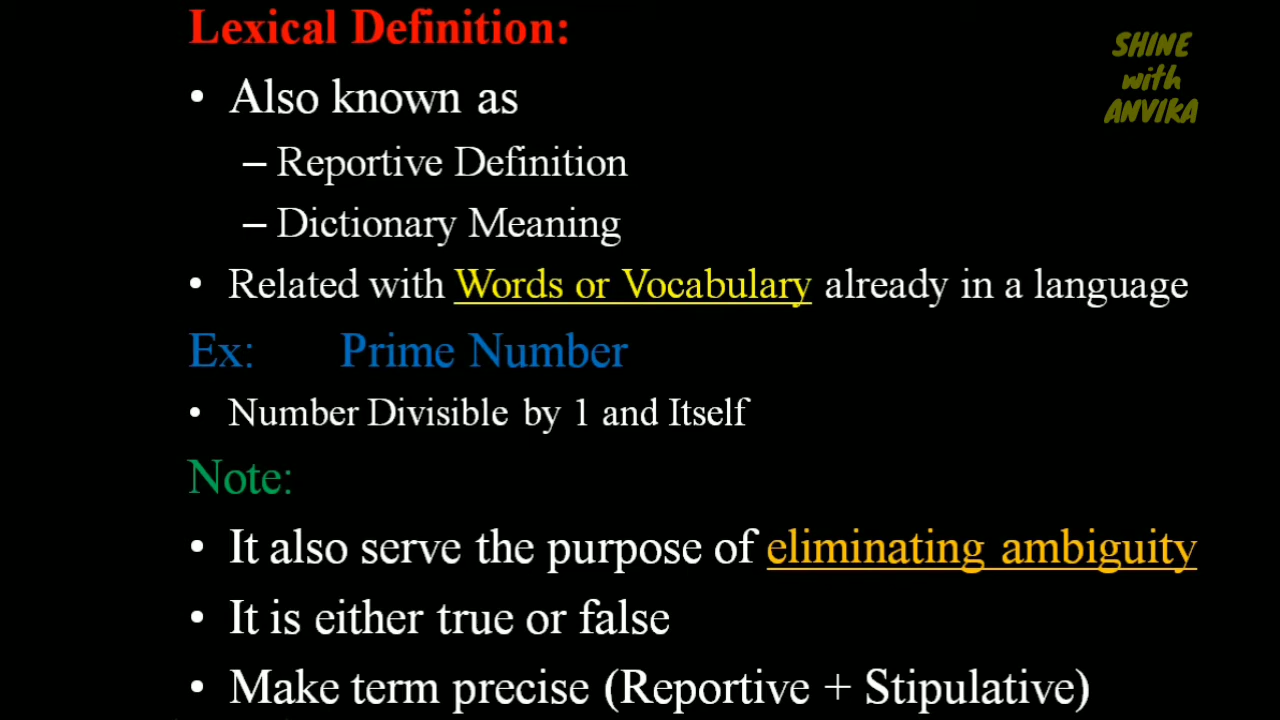 Lexical Definition:
SHINE
with
ANVIKA
• Also known as
– Reportive Definition
– Dictionary Meaning
• Related with Words or Vocabulary already in a language
Ex: Prime Number
• Number Divisible by 1 and Itself
Note:
• It also serve the purpose of eliminating ambiguity
• It is either true or false
• Make term precise (Reportive + Stipulative)